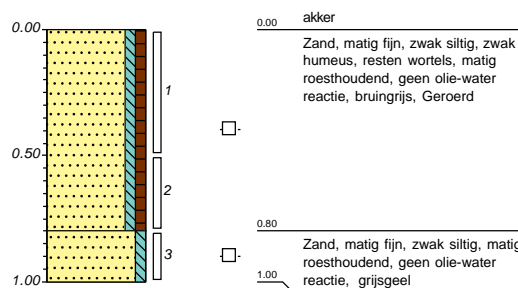 0.00
0.50
1.00
1
2
3
0.00 akker
Zand, matig fijn, zwak siltig, zwak
humeus, resten wortels, matig
roesthoudend, geen olie-water
reactie, bruingrijs, Geroerd
0.80
Zand, matig fijn, zwak siltig, matig
roesthoudend, geen olie-water
1.00 reactie, grijsgeel